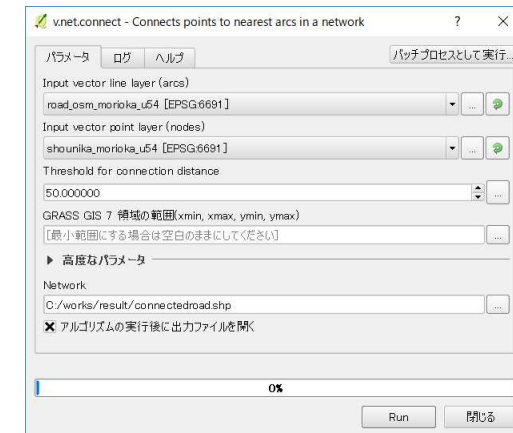 v.net.connect - Connects points to nearest arcs in a network ? ×
パラメータ ログ ヘルプ バッチプロセスとして実行...
Input vector line layer (arcs)
road_osm_morioka_u54 [EPSG:6691] ...
Input vector point layer (nodes)
shounika_morioka_u54 [EPSG:6691] ...
Threshold for connection distance
50.000000 ...
GRASS GIS 7 領域の範囲(xmin, xmax, ymin, ymax)
[最小範囲にする場合は空白のままにしてください] ...
▶ 高度なパラメータ
Network
C:/works/result/connectedroad.shp ...
アルゴリズムの実行後に出力ファイルを開く
0%
Run 閉じる